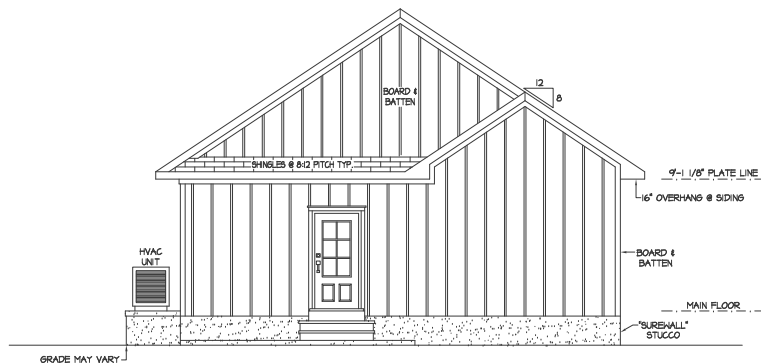 12
8
BOARD &
BATTEN
SHINGLES @ 8:12 PITCH TYP.
9'-1 1/8" PLATE LINE
16" OVERHANG @ SIDING
HVAC
UNIT
BOARD &
BATTEN
MAIN FLOOR
"SUREWALL"
STUCCO
GRADE MAY VARY